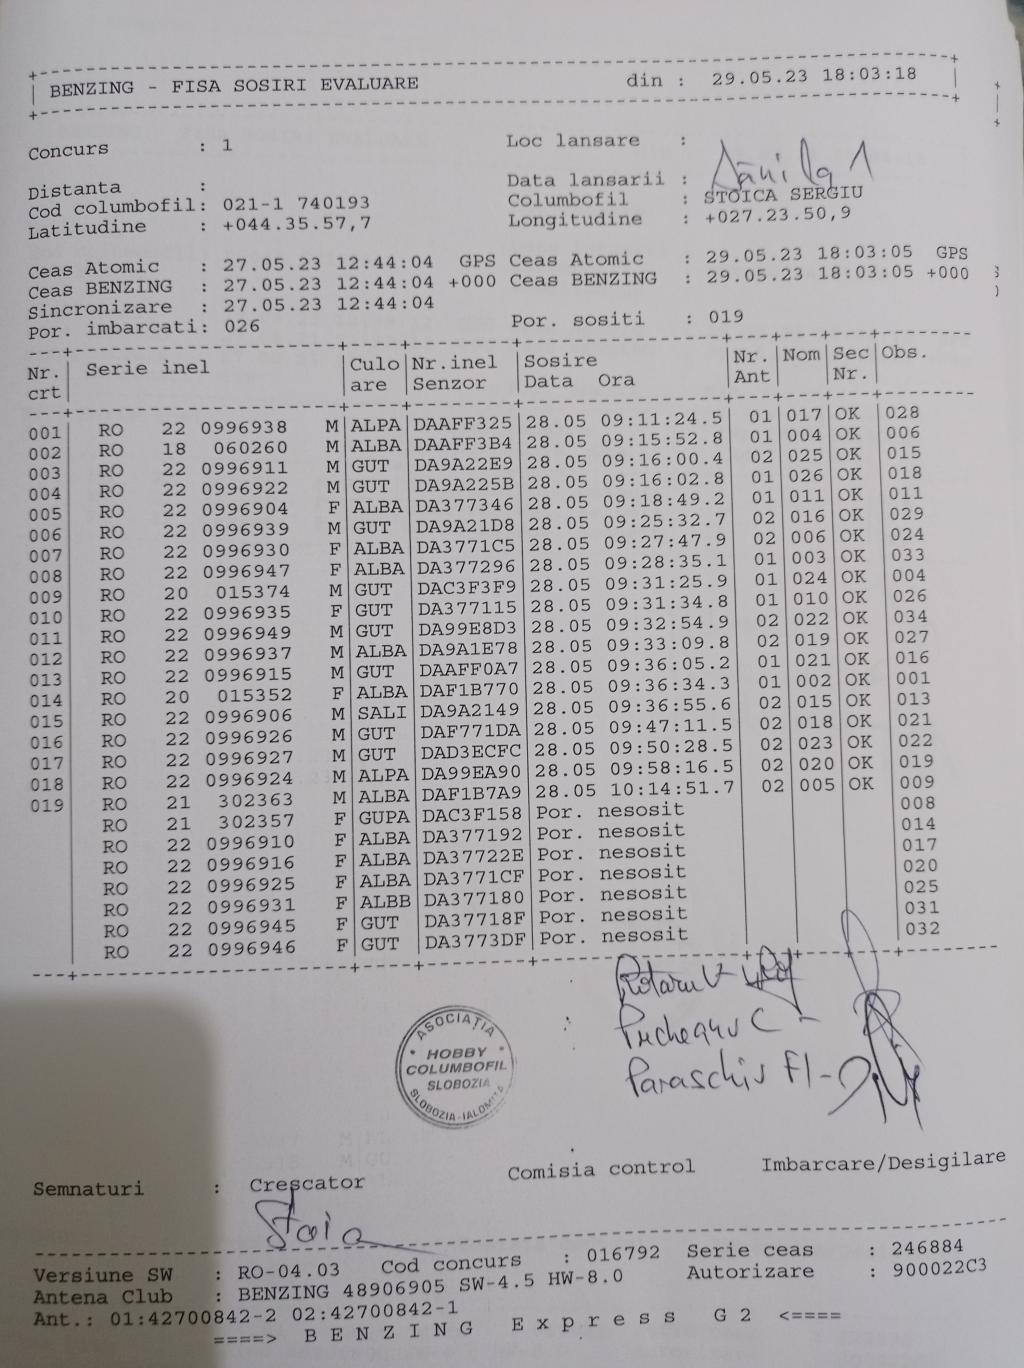 BENZING - FISA SOSIRI EVALUARE din : 29.05.23 18:03:18
Concurs : 1 Loc lansare :
Dănila 1
Distanta : Data lansarii :
Cod columbofil: 021-1 740193 Columbofil : STOICA SERGIU
Latitudine : +044.35.57,7 Longitudine : +027.23.50,9
Ceas Atomic : 27.05.23 12:44:04 GPS Ceas Atomic : 29.05.23 18:03:05 GPS
Ceas BENZING : 27.05.23 12:44:04 +000 Ceas BENZING : 29.05.23 18:03:05 +000
Sincronizare : 27.05.23 12:44:04
Por. imbarcati: 026 Por. sositi : 019
Nr. Serie inel Culo Nr.inel Sosire Nr. Nom Sec Obs.
crt are Senzor Data Ora Ant Nr.
001 RO 22 0996938 M ALPA DAAFF325 28.05 09:11:24.5 01 017 OK 028
002 RO 18 060260 M ALBA DAAFF3B4 28.05 09:15:52.8 01 004 OK 006
003 RO 22 0996911 M GUT DA9A22E9 28.05 09:16:00.4 02 025 OK 015
004 RO 22 0996922 M GUT DA9A225B 28.05 09:16:02.8 01 026 OK 018
005 RO 22 0996904 F ALBA DA377346 28.05 09:18:49.2 01 011 OK 011
006 RO 22 0996939 M GUT DA9A21D8 28.05 09:25:32.7 02 016 OK 029
007 RO 22 0996930 F ALBA DA3771C5 28.05 09:27:47.9 02 006 OK 024
008 RO 22 0996947 F ALBA DA377296 28.05 09:28:35.1 01 003 OK 033
009 RO 20 015374 M GUT DAC3F3F9 28.05 09:31:25.9 01 024 OK 004
010 RO 22 0996935 F GUT DA377115 28.05 09:31:34.8 01 010 OK 026
011 RO 22 0996949 M GUT DA99E8D3 28.05 09:32:54.9 02 022 OK 034
012 RO 22 0996937 M ALBA DA9A1E78 28.05 09:33:09.8 02 019 OK 027
013 RO 22 0996915 M GUT DAAFF0A7 28.05 09:36:05.2 01 021 OK 016
014 RO 20 015352 F ALBA DAF1B770 28.05 09:36:34.3 01 002 OK 001
015 RO 22 0996906 M SALI DA9A2149 28.05 09:36:55.6 02 015 OK 013
016 RO 22 0996926 M GUT DAF771DA 28.05 09:47:11.5 02 018 OK 021
017 RO 22 0996927 M GUT DAD3ECFC 28.05 09:50:28.5 02 023 OK 022
018 RO 22 0996924 M ALPA DA99EA90 28.05 09:58:16.5 02 020 OK 019
019 RO 21 302363 M ALBA DAF1B7A9 28.05 10:14:51.7 02 005 OK 009
RO 21 302357 F GUPA DAC3F158 Por. nesosit 008
RO 22 0996910 F ALBA DA377192 Por. nesosit 014
RO 22 0996916 F ALBA DA37722E Por. nesosit 017
RO 22 0996925 F ALBA DA3771CF Por. nesosit 020
RO 22 0996931 F ALBB DA377180 Por. nesosit 025
RO 22 0996945 F GUT DA37718F Por. nesosit 031
RO 22 0996946 F GUT DA3773DF Por. nesosit 032
Rotaru V-
Pucheanu C -
Paraschiv Fl-
ASOCIAȚIA
HOBBY
COLUMBOFIL
SLOBOZIA
SLOBOZIA-IALOMIȚA
Semnaturi : Crescator Comisia control Imbarcare/Desigilare
Stoica
Versiune SW : RO-04.03 Cod concurs : 016792 Serie ceas : 246884
Antena Club : BENZING 48906905 SW-4.5 HW-8.0 Autorizare : 900022C3
Ant.: 01:42700842-2 02:42700842-1
====> B E N Z I N G E x p r e s s G 2 <====